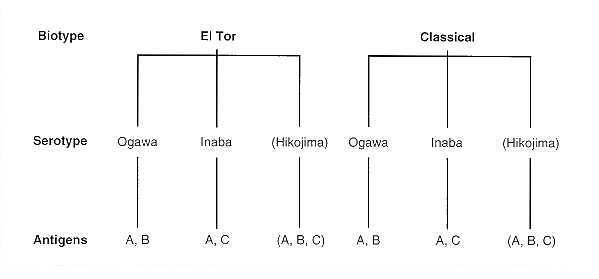 Biotype El Tor Classical
Serotype Ogawa Inaba (Hikojima) Ogawa Inaba (Hikojima)
Antigens A, B A, C (A, B, C) A, B A, C (A, B, C)